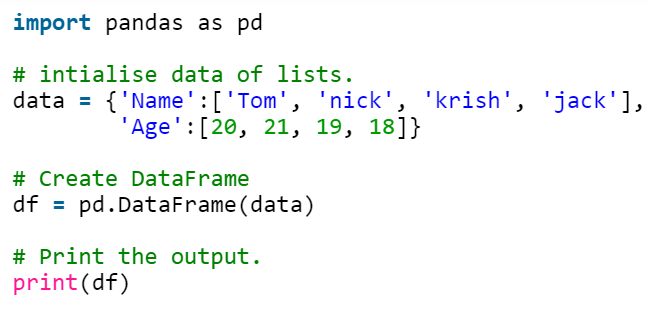 import pandas as pd
# intialise data of lists.
data = {'Name':['Tom', 'nick', 'krish', 'jack'],
        'Age':[20, 21, 19, 18]}
# Create DataFrame
df = pd.DataFrame(data)
# Print the output.
print(df)